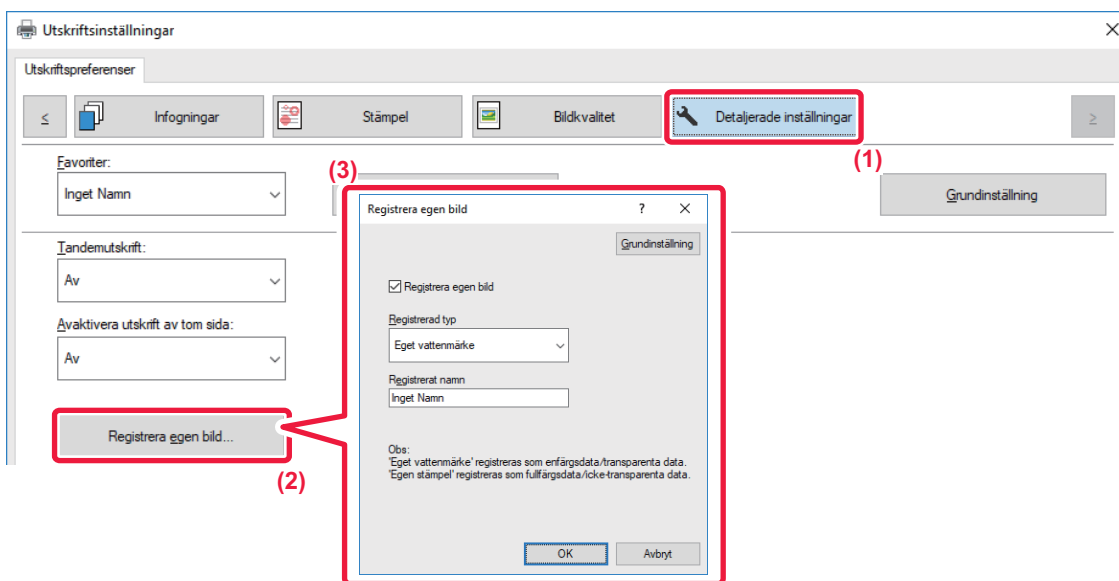 Utskriftsinställningar
Utskriftspreferenser
<
Infogningar
Stämpel
Bildkvalitet
Detaljerade inställningar
>
(1)
Favoriter:
Inget Namn
Grundinställning
(3)
Tandemutskrift:
Av
Avaktivera utskrift av tom sida:
Av
Registrera egen bild...
(2)
Registrera egen bild
?
Grundinställning
Registrera egen bild
Registrerad typ
Eget vattenmärke
Registrerat namn
Inget Namn
Obs:
'Eget vattenmärke' registreras som enfärgsdata/transparenta data.
'Egen stämpel' registreras som fullfärgsdata/icke-transparenta data.
OK
Avbryt